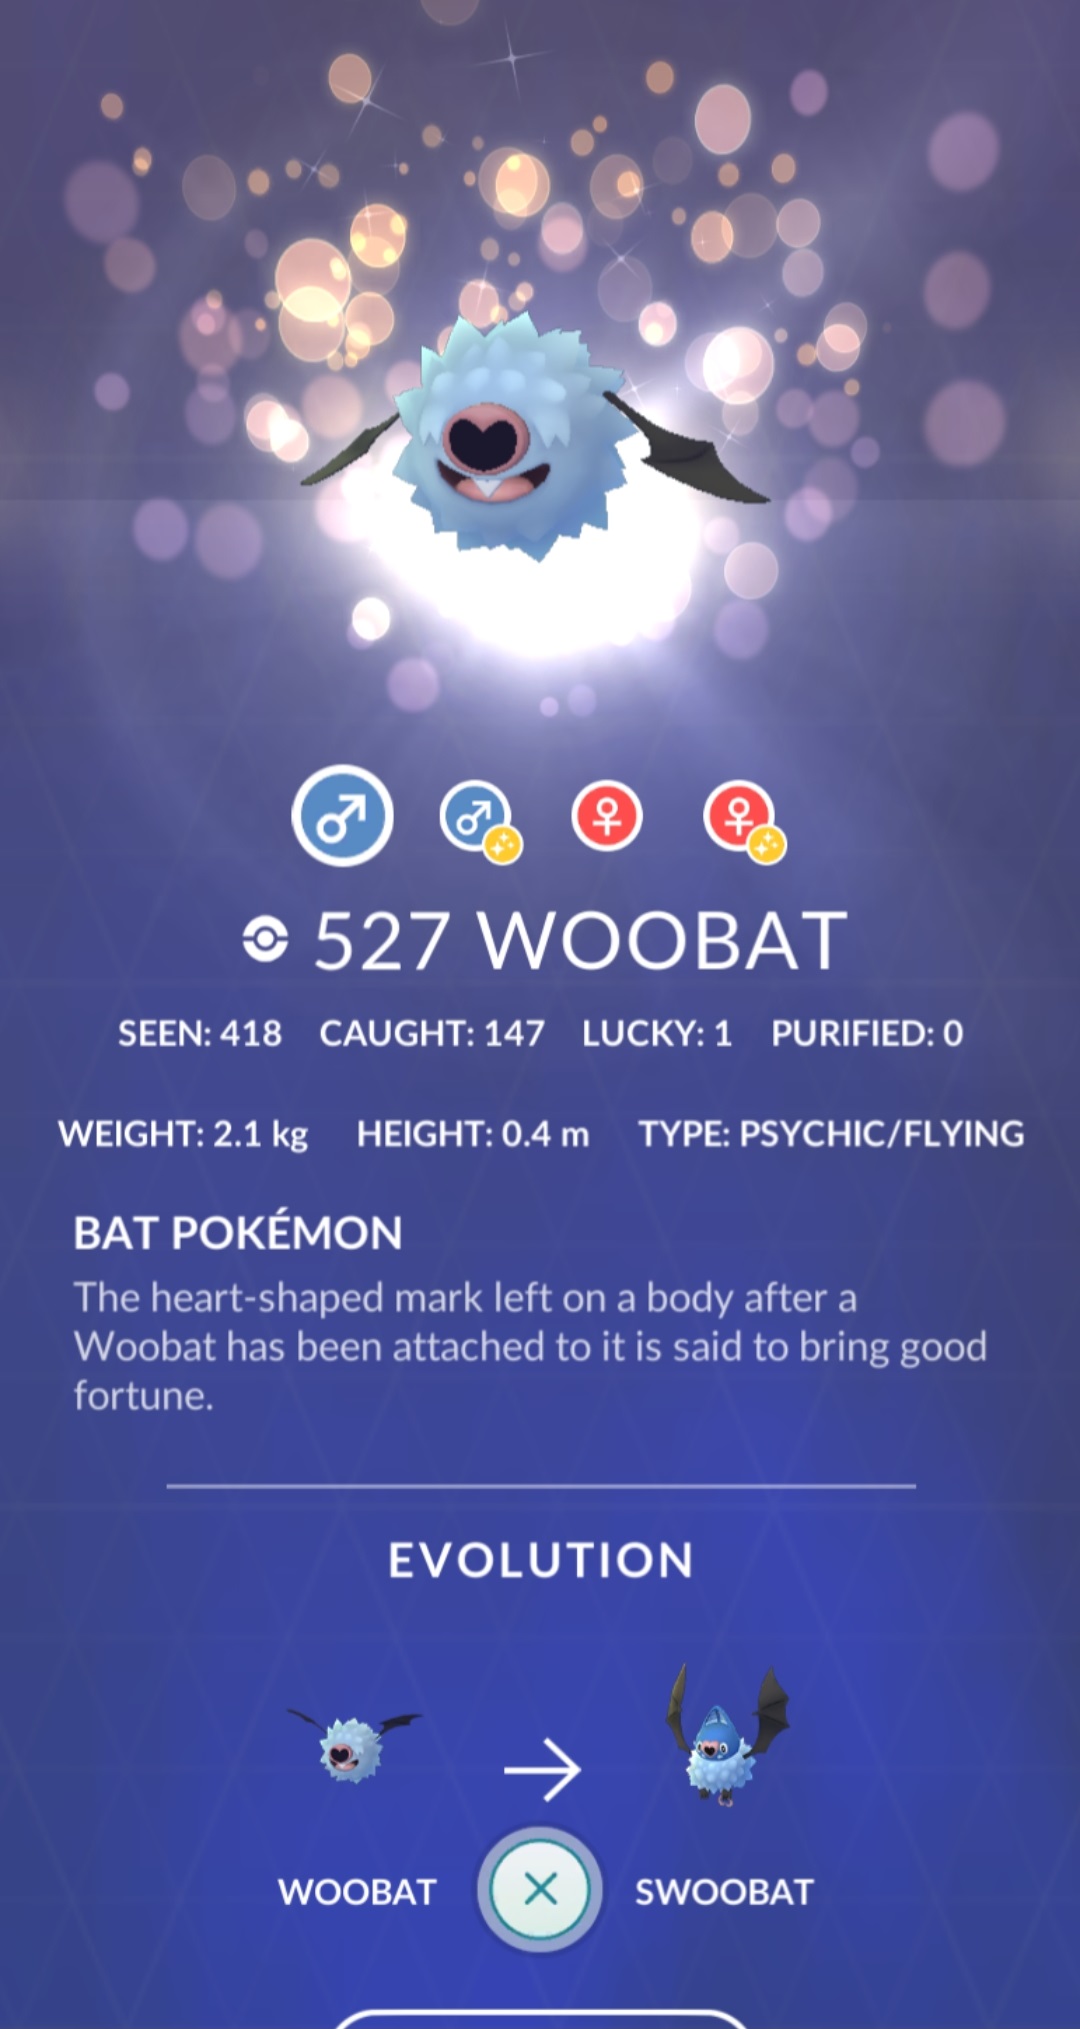 527 WOOBAT
SEEN: 418 CAUGHT: 147 LUCKY: 1 PURIFIED: 0
WEIGHT: 2.1 kg HEIGHT: 0.4 m TYPE: PSYCHIC/FLYING
BAT POKÉMON
The heart-shaped mark left on a body after a
Woobat has been attached to it is said to bring good
fortune.
EVOLUTION
WOOBAT SWOOBAT